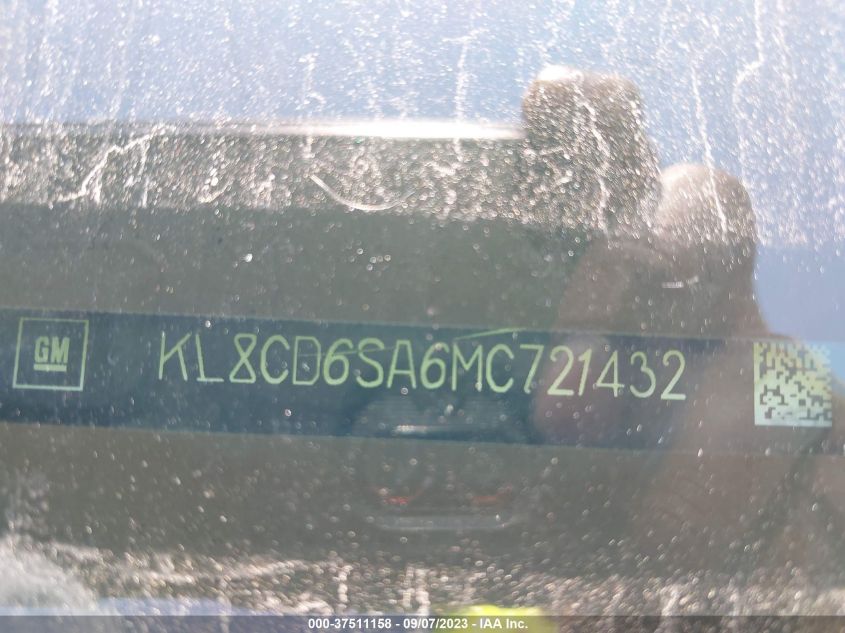 GM
KL8CD6SA6MC721432
000-37511158 - 09/07/2023 - IAA Inc.